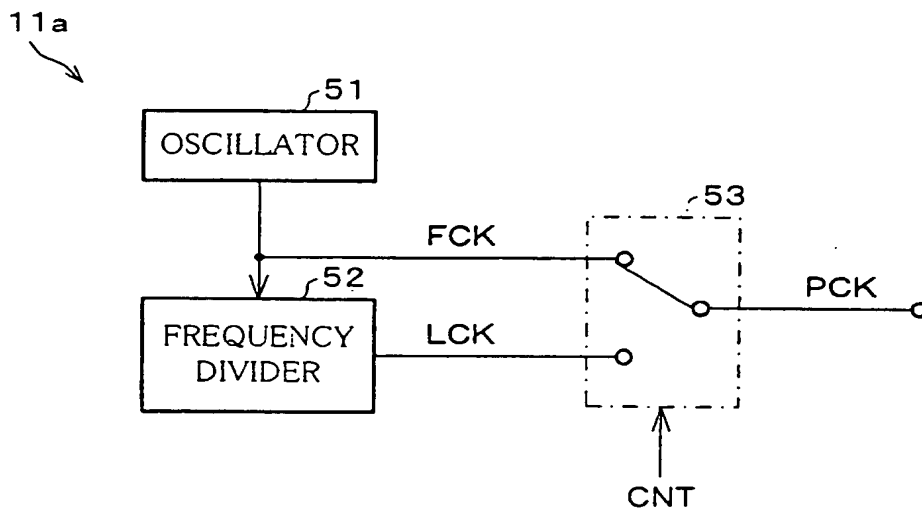 11a
51
OSCILLATOR
53
FCK
52
PCK
FREQUENCY
DIVIDER
LCK
CNT